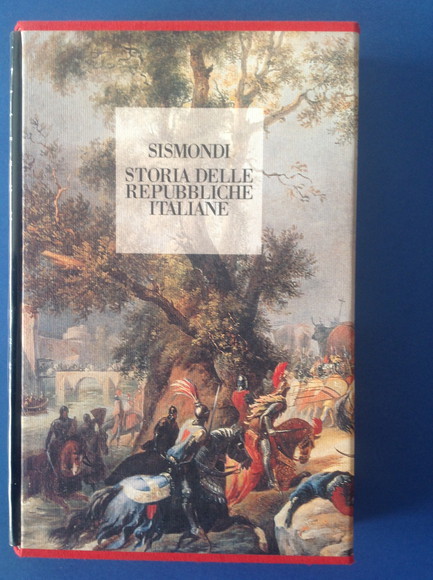 SISMONDI
STORIA DELLE
REPUBBLICHE
ITALIANE